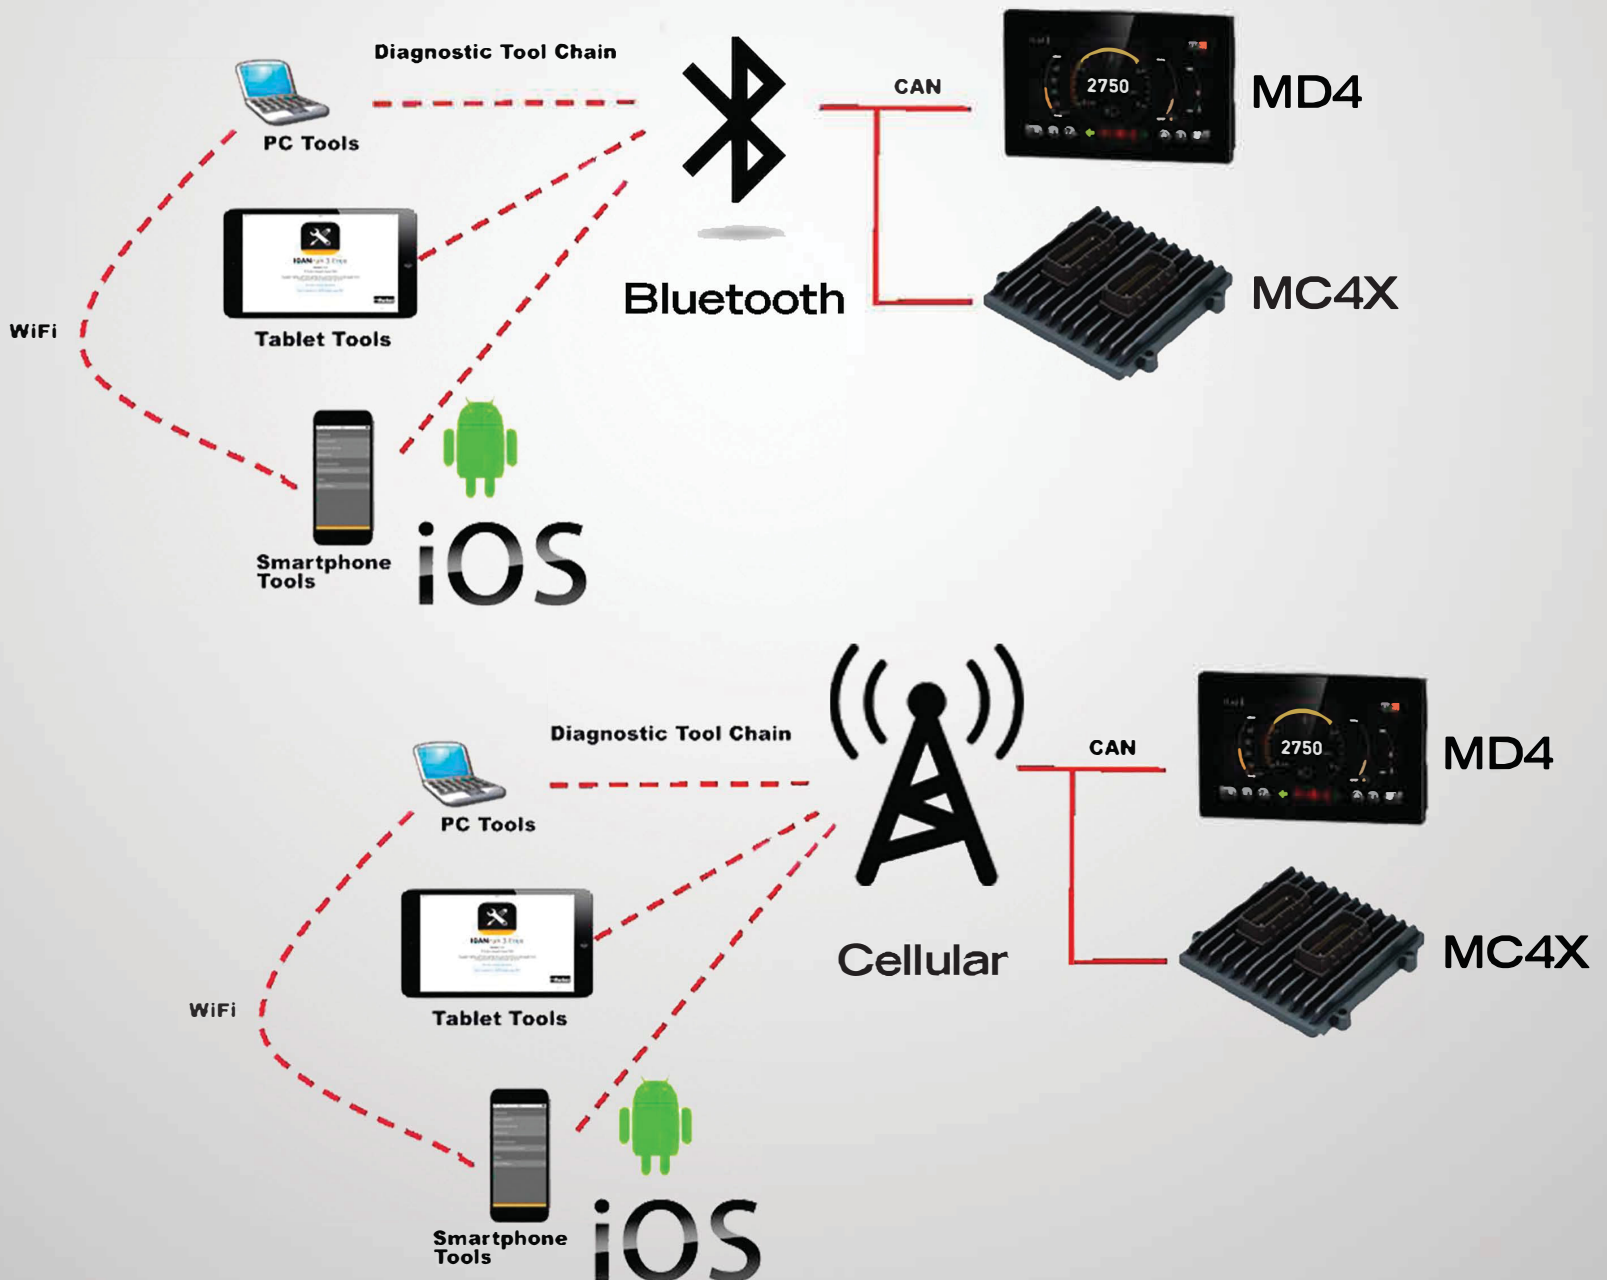 Diagnostic Tool Chain
PC Tools
CAN
2750
MD4
Tablet Tools
Bluetooth
MC4X
WiFi
Smartphone
Tools
iOS
Diagnostic Tool Chain
PC Tools
CAN
2750
MD4
Tablet Tools
Cellular
MC4X
WiFi
Smartphone
Tools
iOS